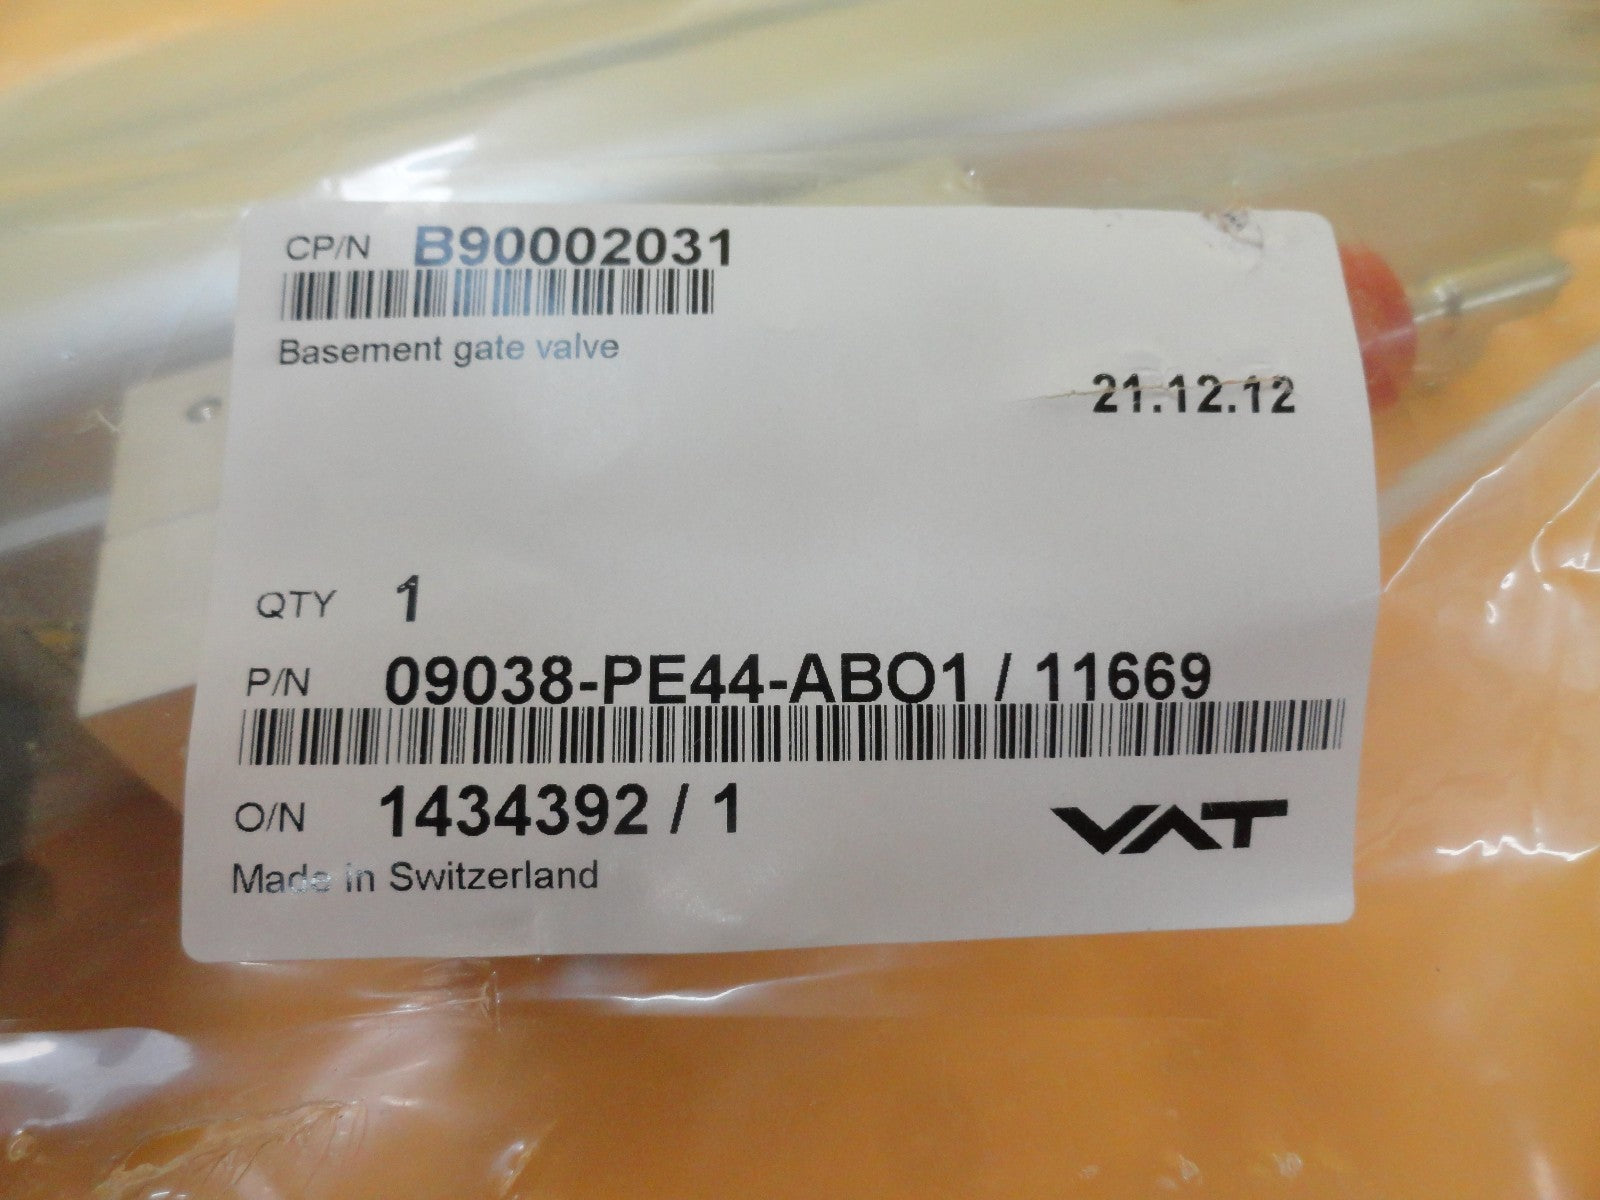 CP/N B90002031
Basement gate valve
21.12.12
QTY 1
P/N 09038-PE44-ABO1 / 11669
O/N 1434392 / 1
VAT
Made in Switzerland